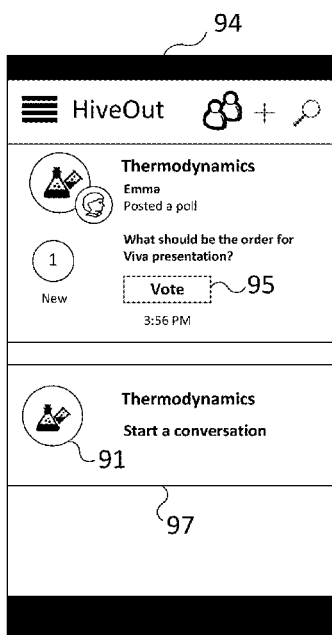 94
HiveOut
Thermodynamics
Emma
Posted a poll
1
New
What should be the order for
Viva presentation?
Vote
95
3:56 PM
Thermodynamics
Start a conversation
91
97